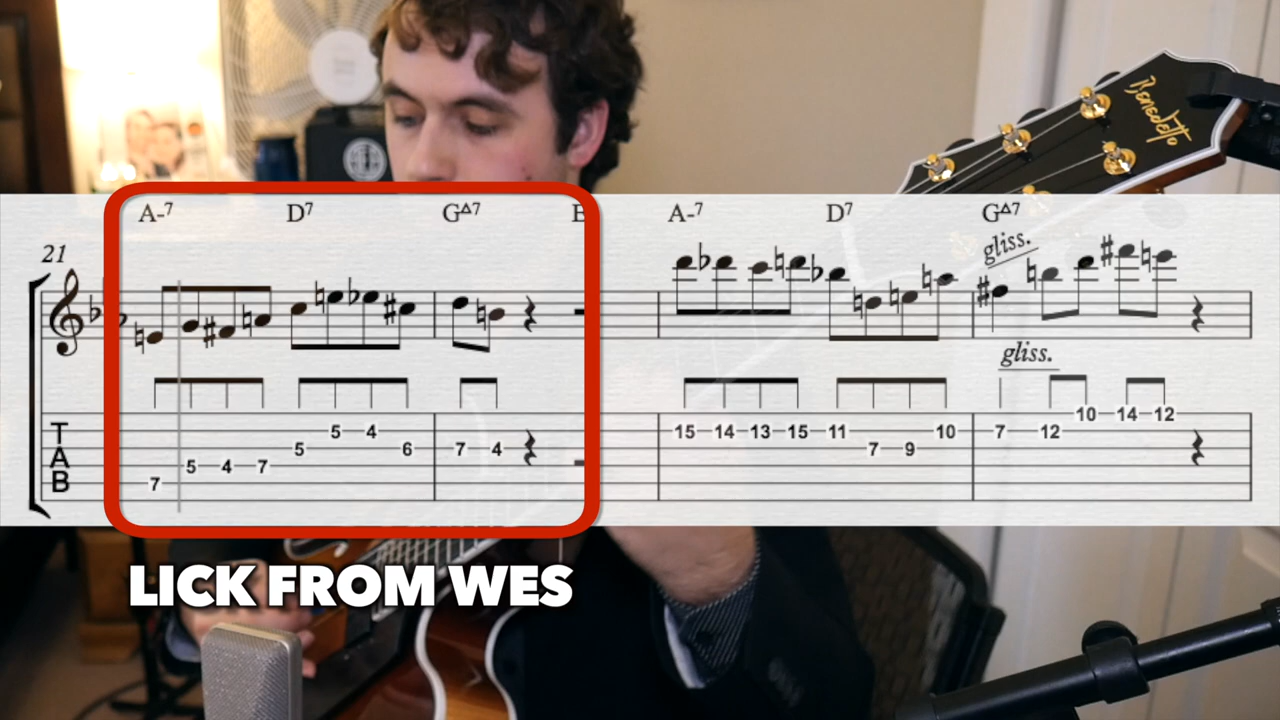 Benedetto
A-7 D7 G△7 E A-7 D7 G△7
21
gliss.
gliss.
T 5 4 15 14 13 15 11 10 7 12 10 14 12
A 5 6 7 4 7 9
B 7 5 4 7
LICK FROM WES